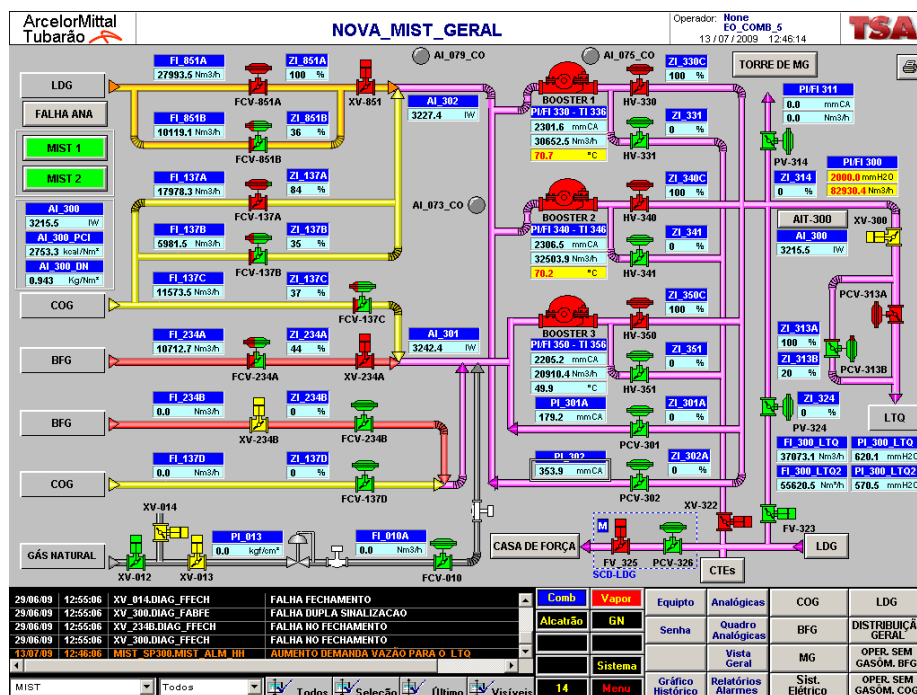 ArcelorMittal
Tubarão
NOVA_MIST_GERAL
Operador: None
EO_COMB_5
13/07/2009 12:46:14
TSA
LDG
FALHA ANA
MIST 1
MIST 2
AI_300
3215.5 IW
AI_300_PCI
2753.3 kcal/Nm³
AI_300_DN
0.943 Kg/Nm³
COG
BFG
BFG
COG
GÁS NATURAL
FI_851A
27993.5 Nm3/h
ZI_851A
100 %
FCV-851A
XV-851
FI_851B
10119.1 Nm3/h
ZI_851B
36 %
FCV-851B
FI_137A
17978.3 Nm3/h
ZI_137A
84 %
FCV-137A
FI_137B
5981.5 Nm3/h
ZI_137B
35 %
FCV-137B
FI_137C
11573.5 Nm3/h
ZI_137C
37 %
FCV-137C
FI_234A
10712.7 Nm3/h
ZI_234A
44 %
FCV-234A
XV-234A
FI_234B
0.0 Nm3/h
ZI_234B
0 %
XV-234B
FCV-234B
FI_137D
0.0 Nm3/h
ZI_137D
0 %
FCV-137D
XV-014
PI_013
0.0 kgf/cm²
FI_010A
0.0 Nm3/h
XV-012
XV-013
FCV-010
AI_079_CO
AI_075_CO
AI_302
3227.4 IW
AI_073_CO
AI_301
3242.4 IW
BOOSTER 1
PI/FI 330 - TI 336
2301.6 mmCA
30652.5 Nm3/h
70.7 °C
BOOSTER 2
PI/FI 340 - TI 346
2306.5 mmCA
32503.9 Nm3/h
70.2 °C
BOOSTER 3
PI/FI 350 - TI 356
2205.2 mmCA
20910.4 Nm3/h
49.9 °C
PI_301A
179.2 mmCA
PI_302
353.9 mmCA
ZI_330C
100 %
HV-330
ZI_331
0 %
HV-331
ZI_340C
100 %
HV-340
ZI_341
0 %
HV-341
ZI_350C
100 %
HV-350
ZI_351
0 %
HV-351
ZI_301A
0 %
PCV-301
ZI_302A
0 %
PCV-302
TORRE DE MG
PI/FI 311
0.0 mmCA
0.0 Nm3/h
PV-314
ZI_314
0 %
PI/FI 300
2000.0 mmH2O
82930.4 Nm3/h
AIT-300
XV-300
AI_300
3215.5 IW
PCV-313A
ZI_313A
100 %
ZI_313B
20 %
PCV-313B
ZI_324
0 %
PV-324
LTQ
FI_300_LTQ
37073.1 Nm3/h
PI_300_LTQ
620.1 mmH2O
FI_300_LTQ2
55620.5 Nm³/h
PI_300_LTQ2
570.5 mmH2O
XV-322
FV-323
CASA DE FORÇA
M
FV_325
PCV-326
SCD-LDG
CTEs
LDG
29/06/09 12:55:06 XV_014.DIAG_FFECH FALHA FECHAMENTO
29/06/09 12:55:06 XV_300.DIAG_FABFE FALHA DUPLA SINALIZACAO
29/06/09 12:55:06 XV_234B.DIAG_FFECH FALHA NO FECHAMENTO
29/06/09 12:55:06 XV_300.DIAG_FFECH FALHA NO FECHAMENTO
13/07/09 12:46:06 MIST_SP300.MIST_ALM_HH AUMENTO DEMANDA VAZÃO PARA O LTQ
MIST
Todos
Todos
Seleção
Último
Visíveis
Comb Vapor
Alcatrão GN
Sistema
14 Menu
Equipto Analógicas COG LDG
Senha Quadro Analógicas BFG DISTRIBUIÇÃ GERAL
Vista Geral MG OPER. SEM GASÔM. BFG
Gráfico Histórico Relatórios Alarmes Sist. Elétrico OPER. SEM GASÔM. COG